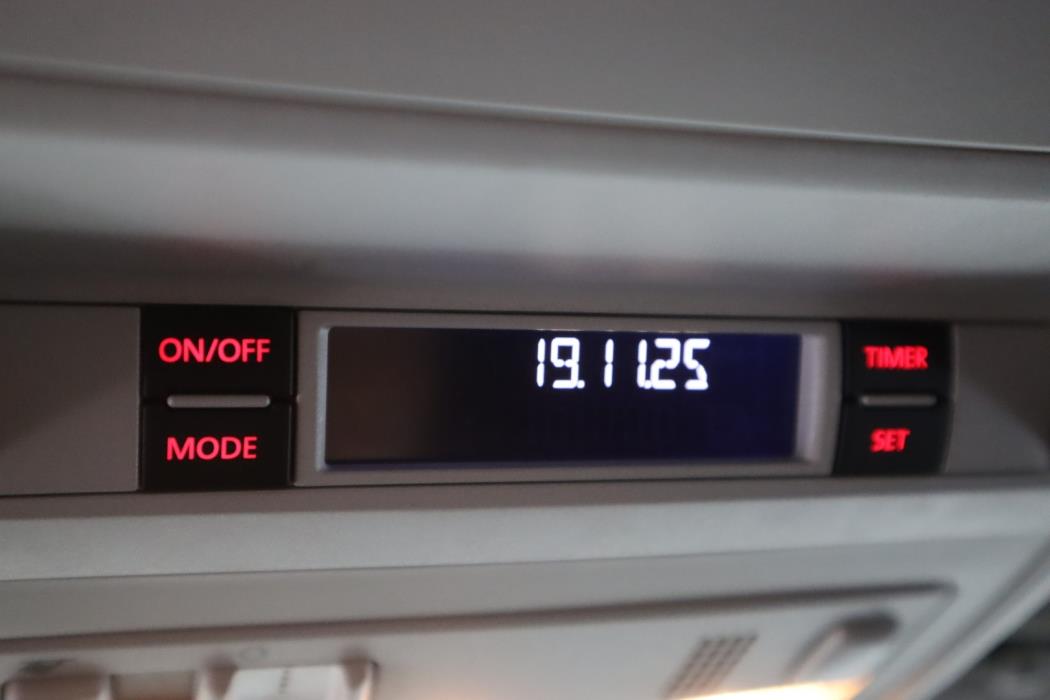 ON/OFF
MODE
19.11.25
TIMER
SET